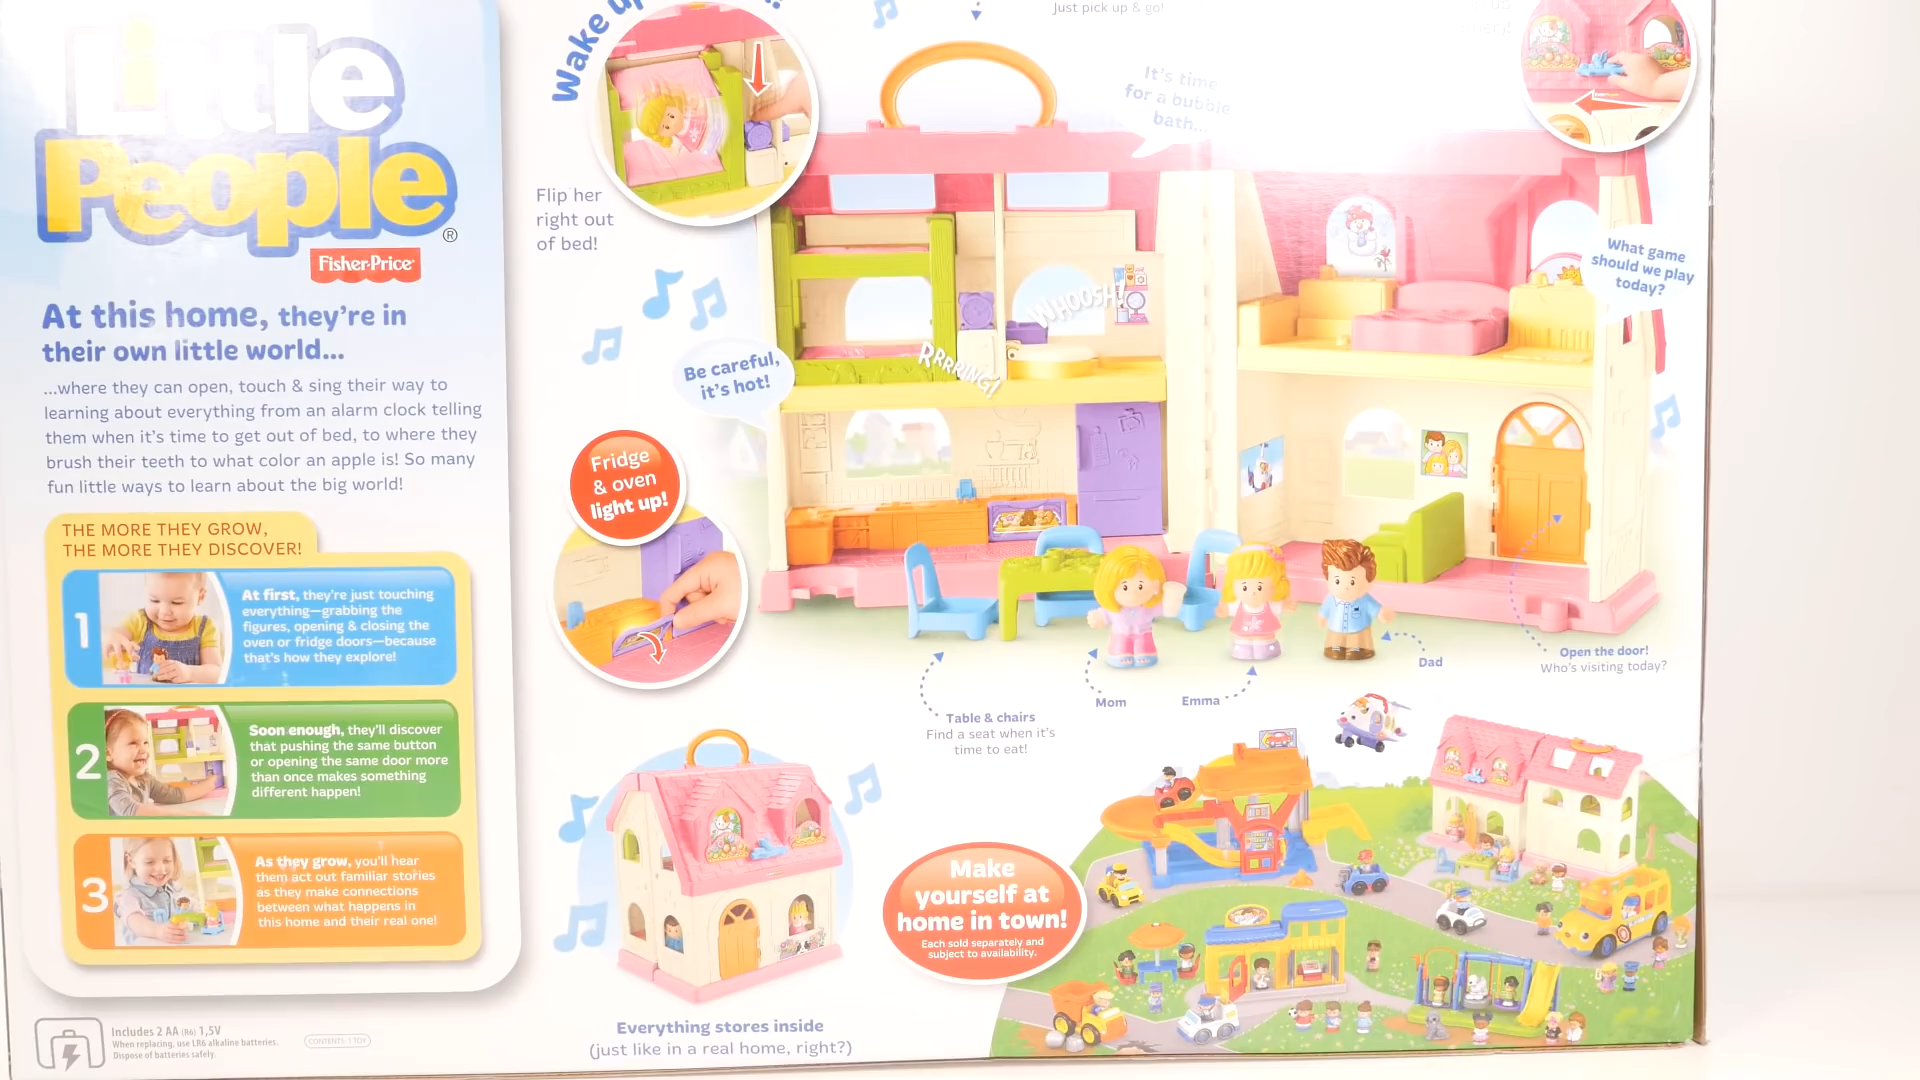 Little
People
®
Fisher-Price
At this home, they're in
their own little world...
...where they can open, touch & sing their way to
learning about everything from an alarm clock telling
them when it's time to get out of bed, to where they
brush their teeth to what color an apple is! So many
fun little ways to learn about the big world!
THE MORE THEY GROW,
THE MORE THEY DISCOVER!
1
At first, they're just touching
everything—grabbing the
figures, opening & closing the
oven or fridge doors—because
that's how they explore!
2
Soon enough, they'll discover
that pushing the same button
or opening the same door more
than once makes something
different happen!
3
As they grow, you'll hear
them act out familiar stories
as they make connections
between what happens in
this home and their real one!
Includes 2 AA (R6) 1,5V
When replacing, use LR6 alkaline batteries.
Dispose of batteries safely.
CONTENTS: 1 TOY
Wake up
Flip her
right out
of bed!
Just pick up & go!
It's time
for a bubble
bath...
What game
should we play
today?
WHOOSH!
RRRRING!
Be careful,
it's hot!
Fridge
& oven
light up!
Table & chairs
Find a seat when it's
time to eat!
Mom
Emma
Dad
Open the door!
Who's visiting today?
Everything stores inside
(just like in a real home, right?)
Make
yourself at
home in town!
Each sold separately and
subject to availability.